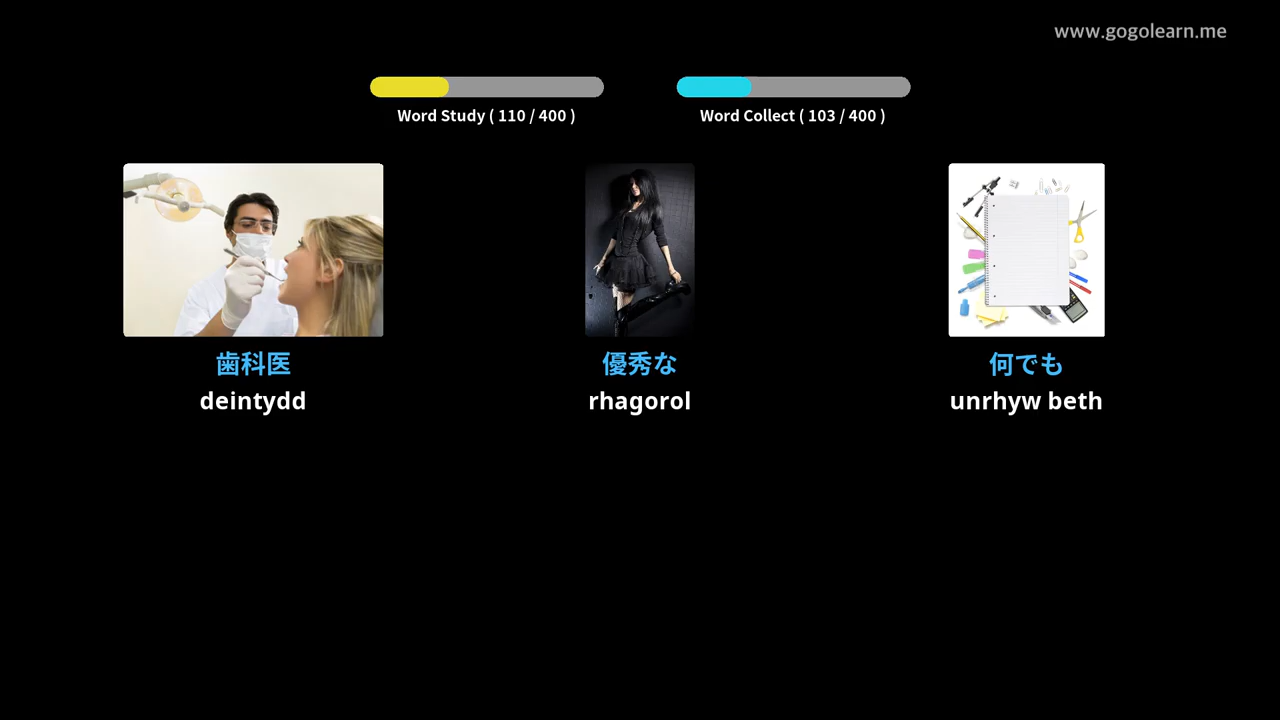 www.gogolearn.me
Word Study ( 110 / 400 )
Word Collect ( 103 / 400 )
歯科医
優秀な
何でも
deintydd
rhagorol
unrhyw beth